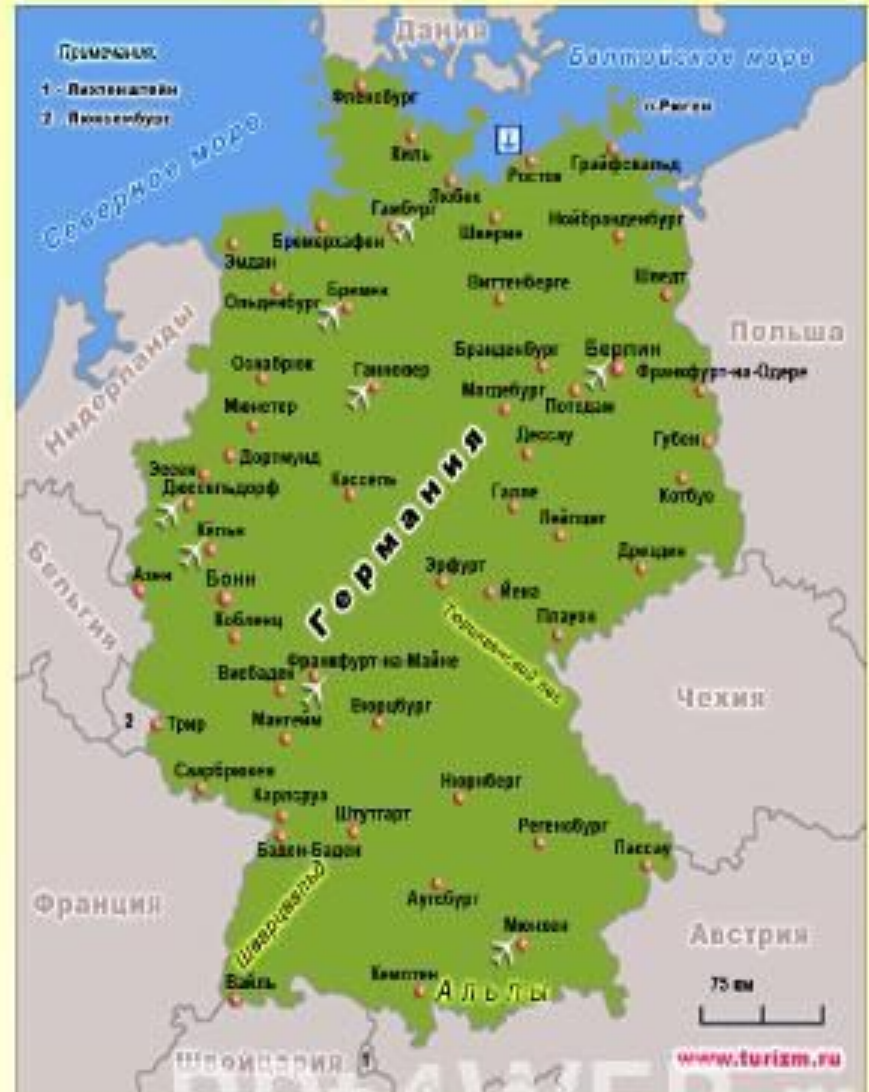 Дания
Балтийское море
Примечания:
1 - Лихтенштейн
2 - Люксембург
Северное море
Фленсбург
о.Рюген
Киль
Росток
Грайфсвальд
Любек
Гамбург
Шверин
Нойбранденбург
Бремерхафен
Эмден
Бремен
Виттенберге
Шведт
Ольденбург
Нидерланды
Польша
Оснабрюк
Ганновер
Бранденбург
Берлин
Франкфурт-на-Одере
Магдебург
Потсдам
Мюнстер
Дессау
Губен
Дортмунд
Эссен
Дюссельдорф
Кассель
Галле
Котбус
Лейпциг
Кёльн
Германия
Дрезден
Бельгия
Ахен
Бонн
Эрфурт
Йена
Кобленц
Плауэн
Тюрингенский лес
Висбаден
Франкфурт-на-Майне
Чехия
2
Трир
Мангейм
Вюрцбург
Саарбрюкен
Нюрнберг
Карлсруэ
Штутгарт
Регенсбург
Баден-Баден
Пассау
Франция
Шварцвальд
Аугсбург
Мюнхен
Австрия
Вайль
Кемптен
Альпы
75 км
Швейцария
1
www.turizm.ru